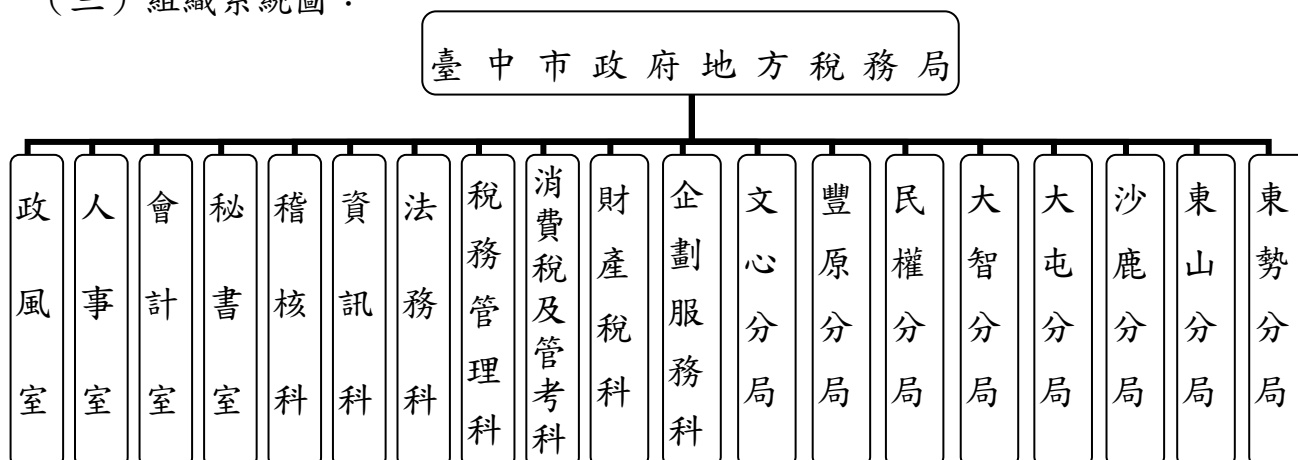 （三）組織系統圖：
臺中市政府地方稅務局
政風室
人事室
會計室
秘書室
稽核科
資訊科
法務科
稅務管理科
消費稅及管考科
財產稅科
企劃服務科
文心分局
豐原分局
民權分局
大智分局
大屯分局
沙鹿分局
東山分局
東勢分局